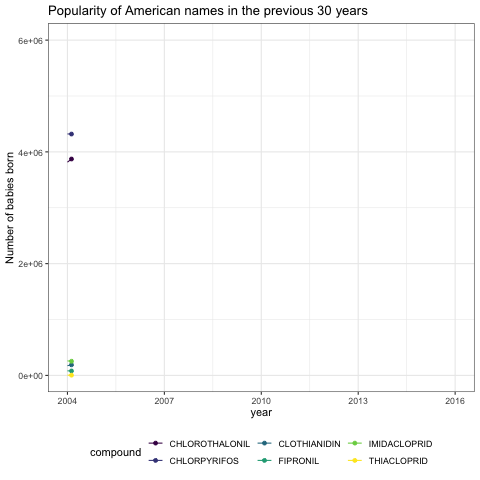 Popularity of American names in the previous 30 years
Number of babies born
6e+06
4e+06
2e+06
0e+00
2004 2007 2010 2013 2016
year
compound
CHLOROTHALONIL CLOTHIANIDIN IMIDACLOPRID
CHLORPYRIFOS FIPRONIL THIACLOPRID